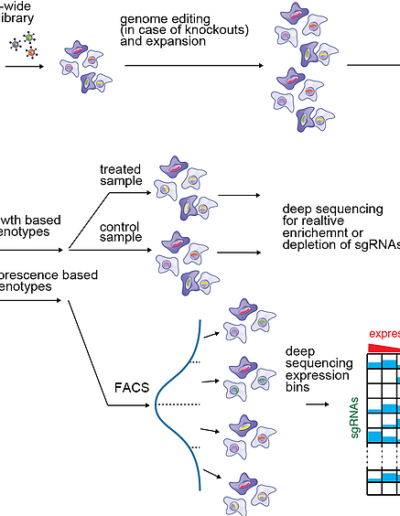 -wide
library
genome editing
(in case of knockouts)
and expansion
treated
sample
wth based
enotypes
control
sample
deep sequencing
for realtive
enrichemnt or
depletion of sgRNAs
orescence based
enotypes
FACS
deep
sequencing
expression
bins
expres
sgRNAs